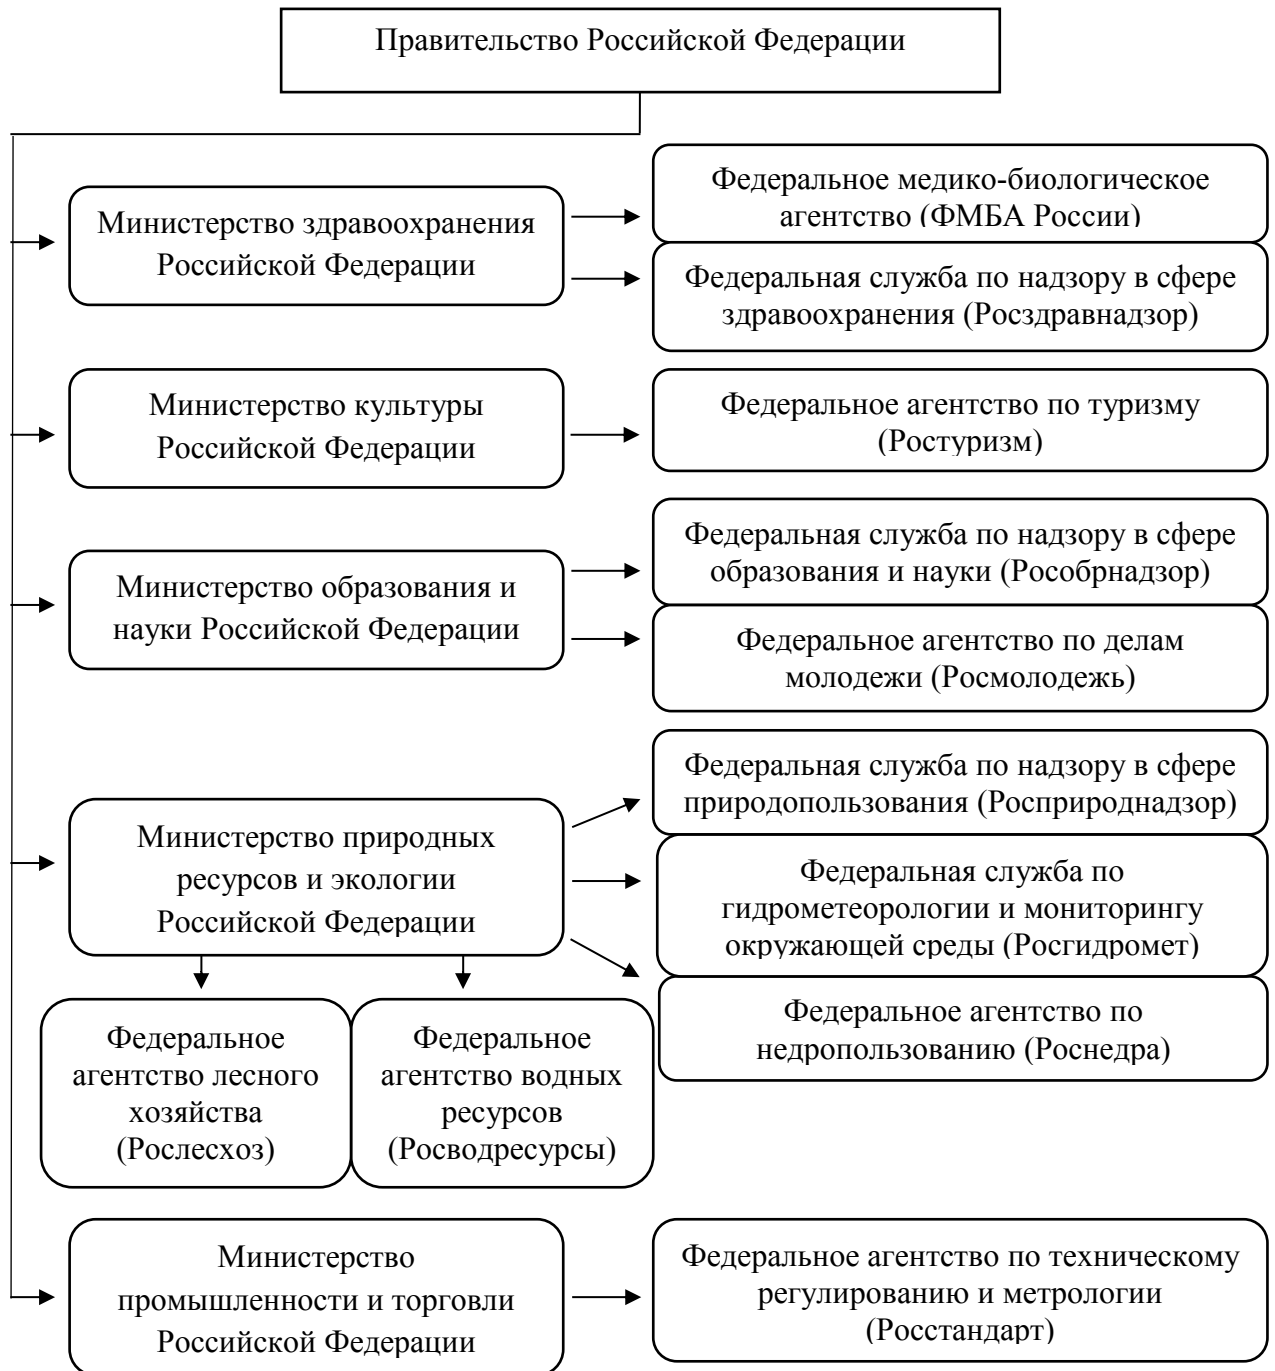 Правительство Российской Федерации
Министерство здравоохранения
Российской Федерации
Федеральное медико-биологическое
агентство (ФМБА России)
Федеральная служба по надзору в сфере
здравоохранения (Росздравнадзор)
Министерство культуры
Российской Федерации
Федеральное агентство по туризму
(Ростуризм)
Министерство образования и
науки Российской Федерации
Федеральная служба по надзору в сфере
образования и науки (Рособрнадзор)
Федеральное агентство по делам
молодежи (Росмолодежь)
Министерство природных
ресурсов и экологии
Российской Федерации
Федеральная служба по надзору в сфере
природопользования (Росприроднадзор)
Федеральная служба по
гидрометеорологии и мониторингу
окружающей среды (Росгидромет)
Федеральное агентство по
недропользованию (Роснедра)
Федеральное
агентство лесного
хозяйства
(Рослесхоз)
Федеральное
агентство водных
ресурсов
(Росводресурсы)
Министерство
промышленности и торговли
Российской Федерации
Федеральное агентство по техническому
регулированию и метрологии
(Росстандарт)